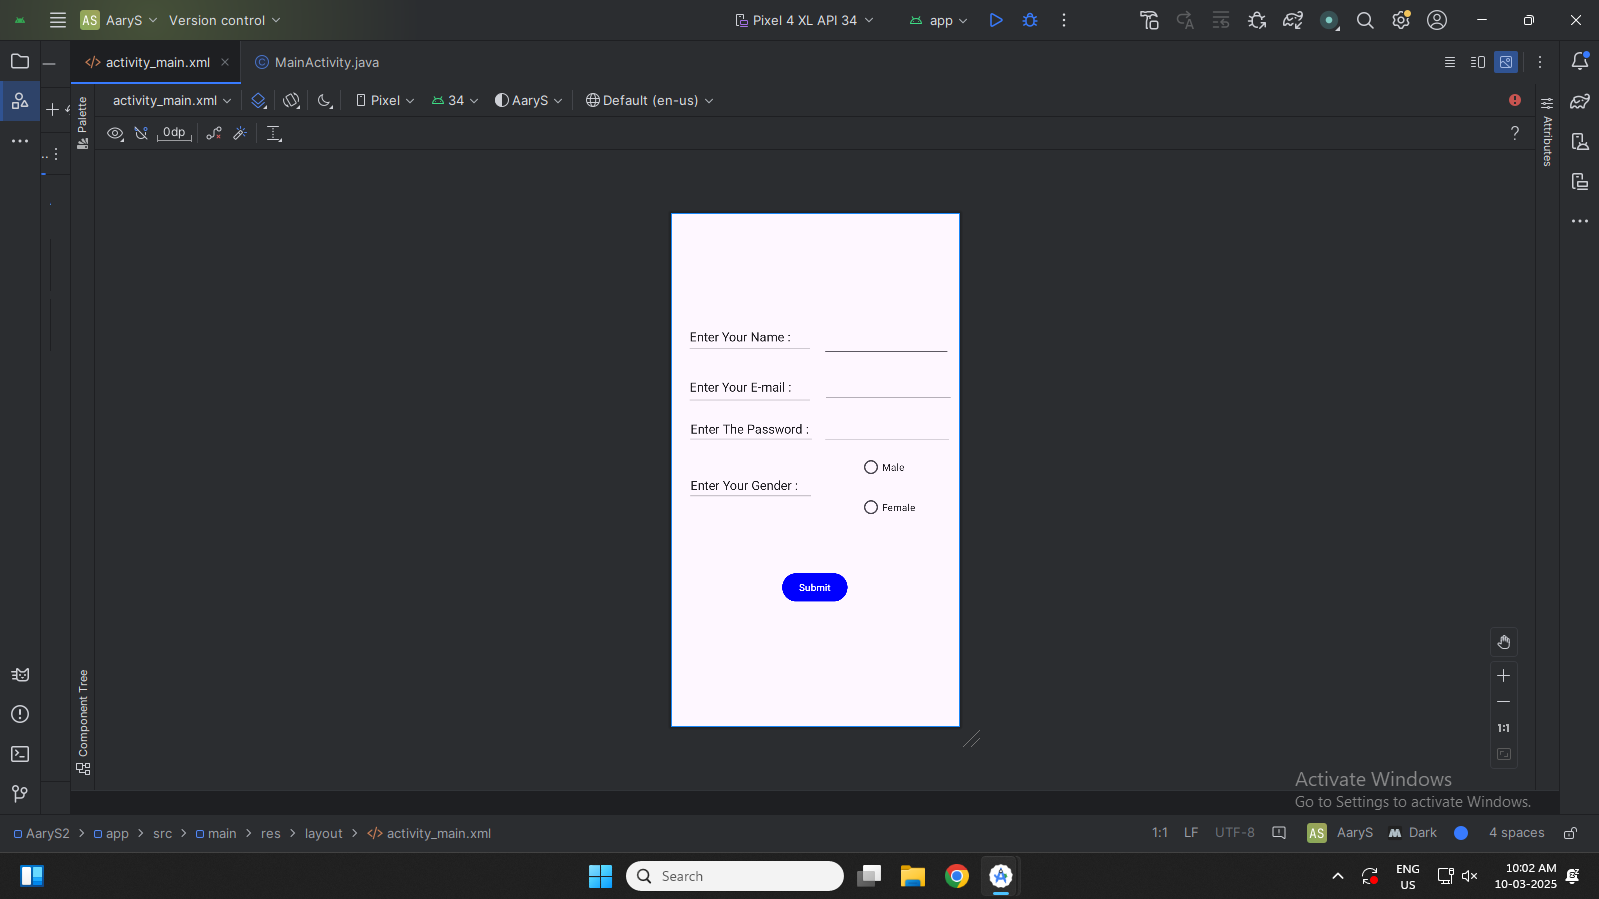 AS AaryS Version control Pixel 4 XL API 34 app
activity_main.xml MainActivity.java
activity_main.xml Pixel 34 AaryS Default (en-us)
0dp
Palette
Attributes
Enter Your Name :
Enter Your E-mail :
Enter The Password :
Male
Enter Your Gender :
Female
Submit
Component Tree
1:1
Activate Windows
Go to Settings to activate Windows.
AaryS2 > app > src > main > res > layout > activity_main.xml 1:1 LF UTF-8 AS AaryS Dark 4 spaces
Search
ENG
US
10:02 AM
10-03-2025